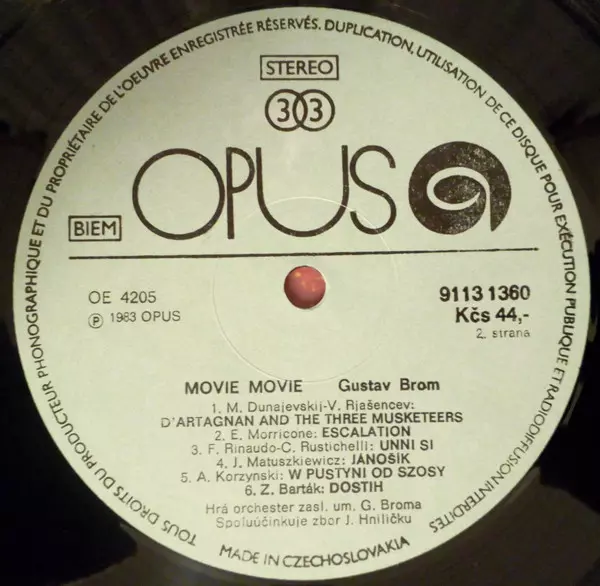 TOUS DROITS DU PRODUCTEUR PHONOGRAPHIQUE ET DU PROPRIÉTAIRE DE L'OEUVRE ENREGISTRÉE RÉSERVÉS. DUPLICATION, UTILISATION DE CE DISQUE POUR EXÉCUTION PUBLIQUE ET RADIODIFFUSION INTERDITES
STEREO
33
OPUS
BIEM
OE 4205
9113 1360
Ⓟ 1983 OPUS
Kčs 44,-
2. strana
MOVIE MOVIE Gustav Brom
1. M. Dunajevskij-V. Rjašencev:
D'ARTAGNAN AND THE THREE MUSKETEERS
2. E. Morricone: ESCALATION
3. F. Rinaudo-C. Rustichelli: UNNI SI
4. J. Matuszkiewicz: JÁNOSIK
5. A. Korzynski: W PUSTYNI OD SZOSY
6. Z. Barták: DOSTIH
Hrá orchester zasl. um. G. Broma
Spoluúčinkuje zbor J. Hniličku
MADE IN CZECHOSLOVAKIA